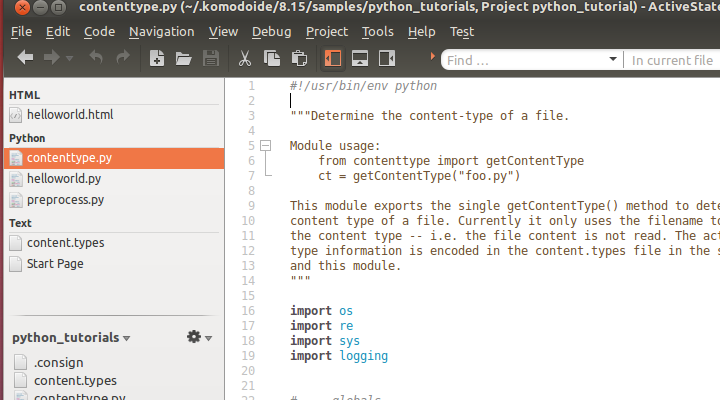 contenttype.py (~/.komodoide/8.15/samples/python_tutorials, Project python_tutorial) - ActiveState
File Edit Code Navigation View Debug Project Tools Help Test
Find ... In current file
HTML
helloworld.html
Python
contenttype.py
helloworld.py
preprocess.py
Text
content.types
Start Page
python_tutorials
.consign
content.types
contenttype.py
1 #!/usr/bin/env python
2
3 """Determine the content-type of a file.
4
5 Module usage:
6 from contenttype import getContentType
7 ct = getContentType("foo.py")
8
9 This module exports the single getContentType() method to dete
10 content type of a file. Currently it only uses the filename to
11 the content type -- i.e. the file content is not read. The act
12 type information is encoded in the content.types file in the s
13 and this module.
14 """
15
16 import os
17 import re
18 import sys
19 import logging
20
21
22 #---- globals